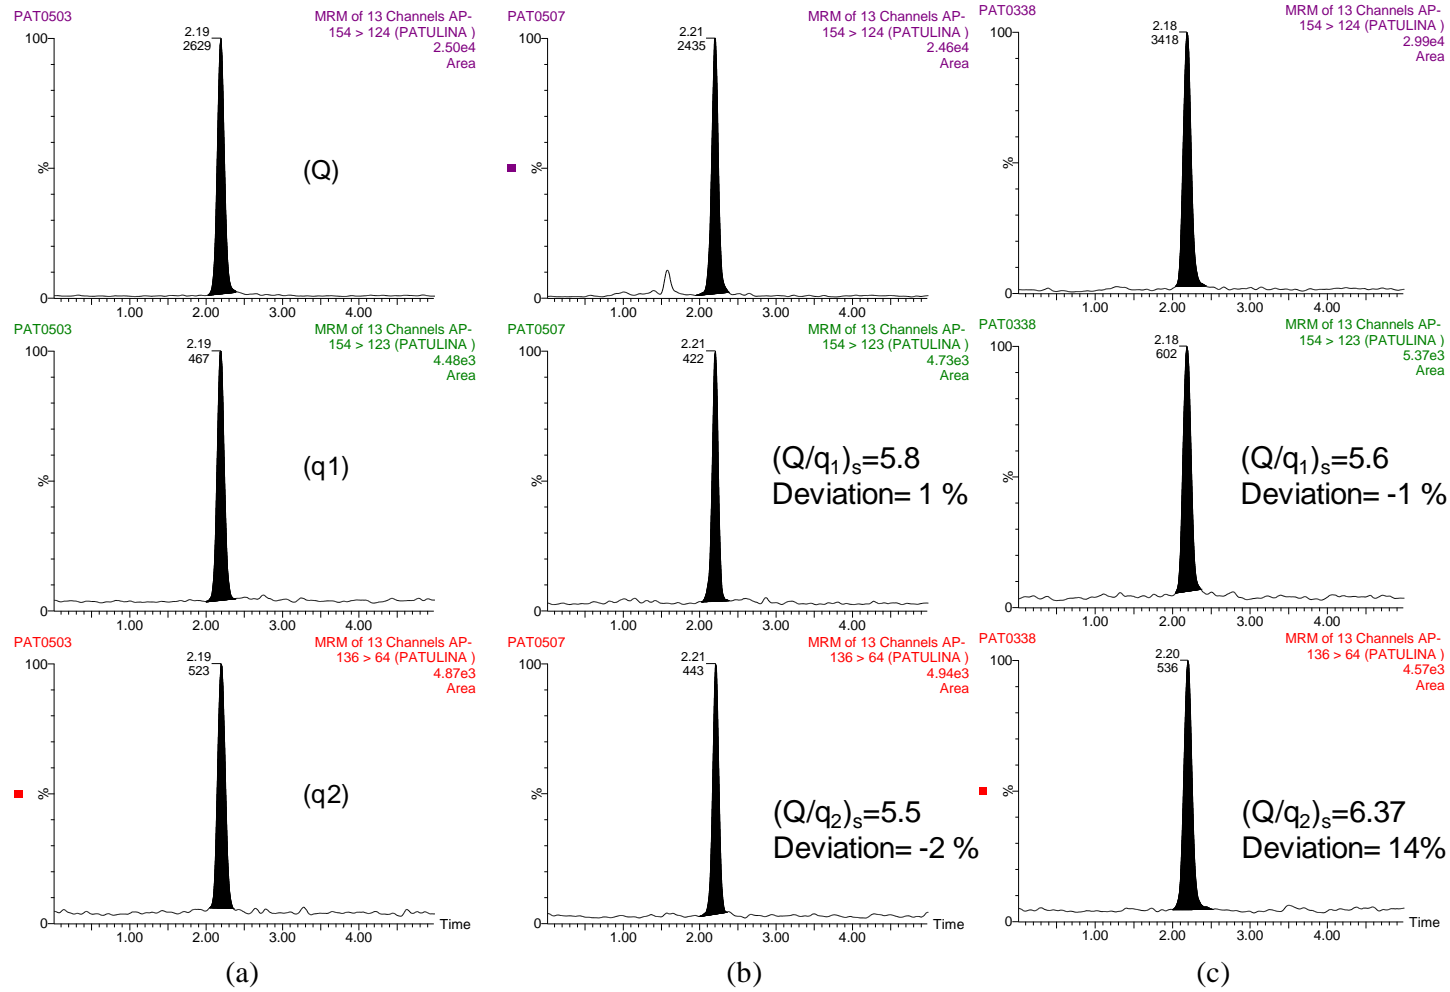 PAT0503
MRM of 13 Channels AP-
154 > 124 (PATULINA )
2.50e4
Area
2.19
2629
100
%
0
(Q)
1.00 2.00 3.00 4.00
PAT0507
MRM of 13 Channels AP-
154 > 124 (PATULINA )
2.46e4
Area
2.21
2435
100
%
0
1.00 2.00 3.00 4.00
PAT0338
MRM of 13 Channels AP-
154 > 124 (PATULINA )
2.99e4
Area
2.18
3418
100
%
0
1.00 2.00 3.00 4.00
PAT0503
MRM of 13 Channels AP-
154 > 123 (PATULINA )
4.48e3
Area
2.19
467
100
%
0
(q1)
1.00 2.00 3.00 4.00
PAT0507
MRM of 13 Channels AP-
154 > 123 (PATULINA )
4.73e3
Area
2.21
422
100
%
0
(Q/q₁)ₛ=5.8
Deviation= 1 %
1.00 2.00 3.00 4.00
PAT0338
MRM of 13 Channels AP-
154 > 123 (PATULINA )
5.37e3
Area
2.18
602
100
%
0
(Q/q₁)ₛ=5.6
Deviation= -1 %
1.00 2.00 3.00 4.00
PAT0503
MRM of 13 Channels AP-
136 > 64 (PATULINA )
4.87e3
Area
2.19
523
100
%
0
(q2)
1.00 2.00 3.00 4.00
Time
PAT0507
MRM of 13 Channels AP-
136 > 64 (PATULINA )
4.94e3
Area
2.21
443
100
%
0
(Q/q₂)ₛ=5.5
Deviation= -2 %
1.00 2.00 3.00 4.00
Time
PAT0338
MRM of 13 Channels AP-
136 > 64 (PATULINA )
4.57e3
Area
2.20
536
100
%
0
(Q/q₂)ₛ=6.37
Deviation= 14%
1.00 2.00 3.00 4.00
Time
(a) (b) (c)